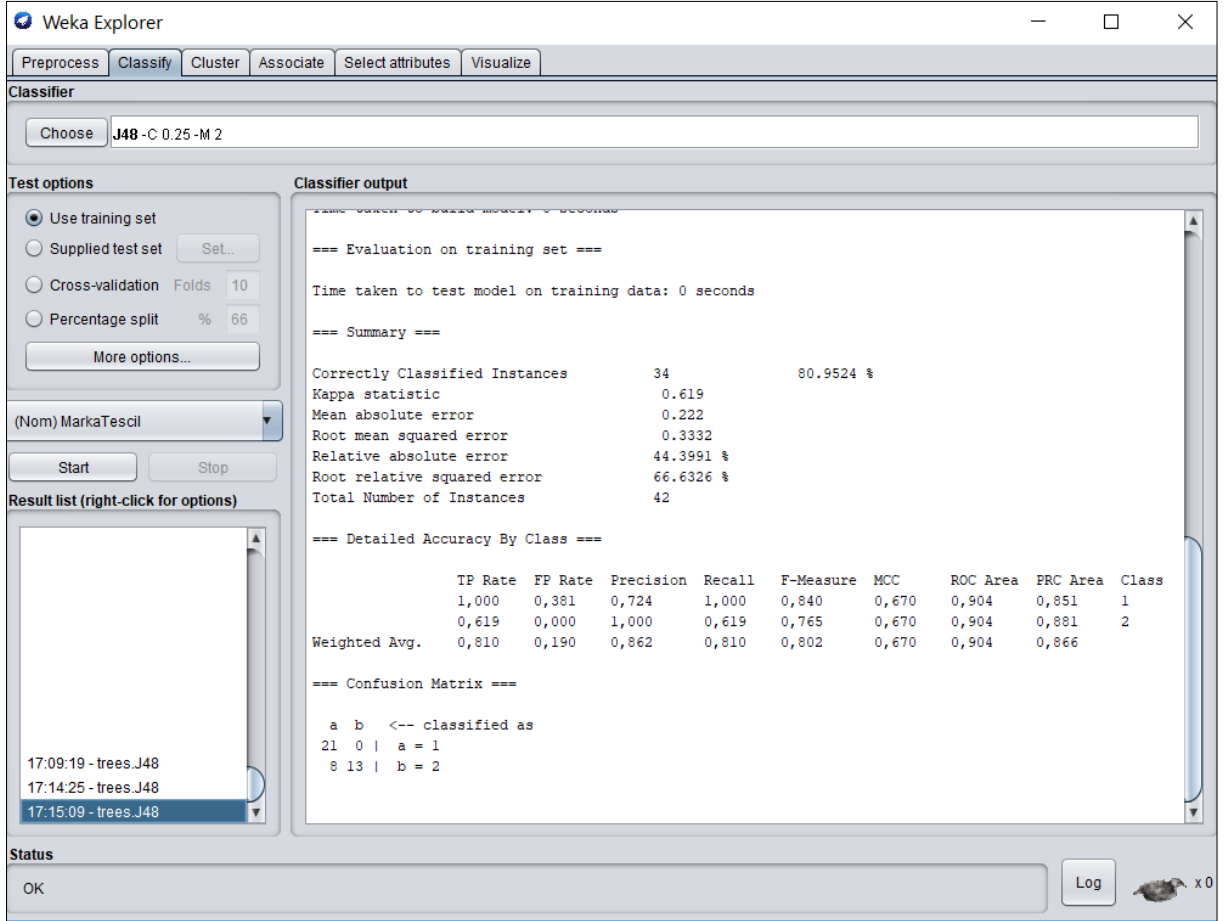 Weka Explorer
Preprocess Classify Cluster Associate Select attributes Visualize
Classifier
Choose J48 -C 0.25 -M 2
Test options
Use training set
Supplied test set Set...
Cross-validation Folds 10
Percentage split % 66
More options...
(Nom) MarkaTescil
Start Stop
Result list (right-click for options)
17:09:19 - trees.J48
17:14:25 - trees.J48
17:15:09 - trees.J48
Classifier output
Time taken to build model: 0 seconds
=== Evaluation on training set ===
Time taken to test model on training data: 0 seconds
=== Summary ===
Correctly Classified Instances 34 80.9524 %
Kappa statistic 0.619
Mean absolute error 0.222
Root mean squared error 0.3332
Relative absolute error 44.3991 %
Root relative squared error 66.6326 %
Total Number of Instances 42
=== Detailed Accuracy By Class ===
TP Rate FP Rate Precision Recall F-Measure MCC ROC Area PRC Area Class
1,000 0,381 0,724 1,000 0,840 0,670 0,904 0,851 1
0,619 0,000 1,000 0,619 0,765 0,670 0,904 0,881 2
Weighted Avg. 0,810 0,190 0,862 0,810 0,802 0,670 0,904 0,866
=== Confusion Matrix ===
a b <-- classified as
21 0 | a = 1
8 13 | b = 2
Status
OK
Log
x 0